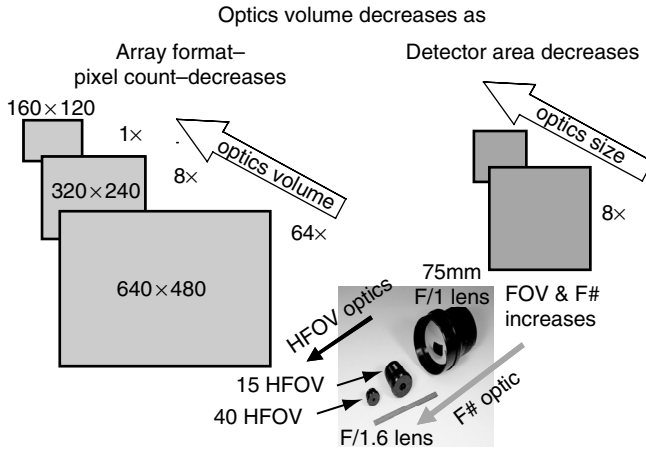 Optics volume decreases as
Array format–
pixel count–decreases
Detector area decreases
160×120
1×
optics volume
optics size
320×240
8×
8×
64×
640×480
75mm
F/1 lens
FOV & F#
increases
HFOV optics
15 HFOV
40 HFOV
F# optic
F/1.6 lens